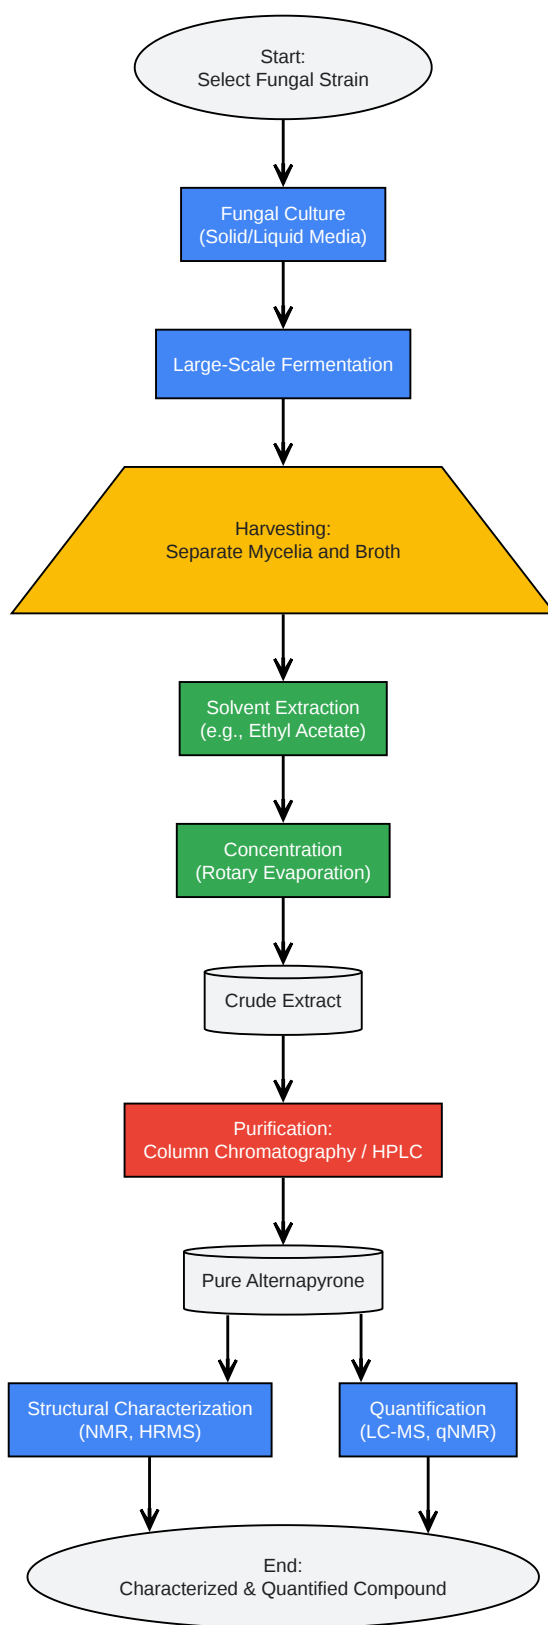 Start:
Select Fungal Strain
Fungal Culture
(Solid/Liquid Media)
Large-Scale Fermentation
Harvesting:
Separate Mycelia and Broth
Solvent Extraction
(e.g., Ethyl Acetate)
Concentration
(Rotary Evaporation)
Crude Extract
Purification:
Column Chromatography / HPLC
Pure Alternapyrone
Structural Characterization
(NMR, HRMS)
Quantification
(LC-MS, qNMR)
End:
Characterized & Quantified Compound